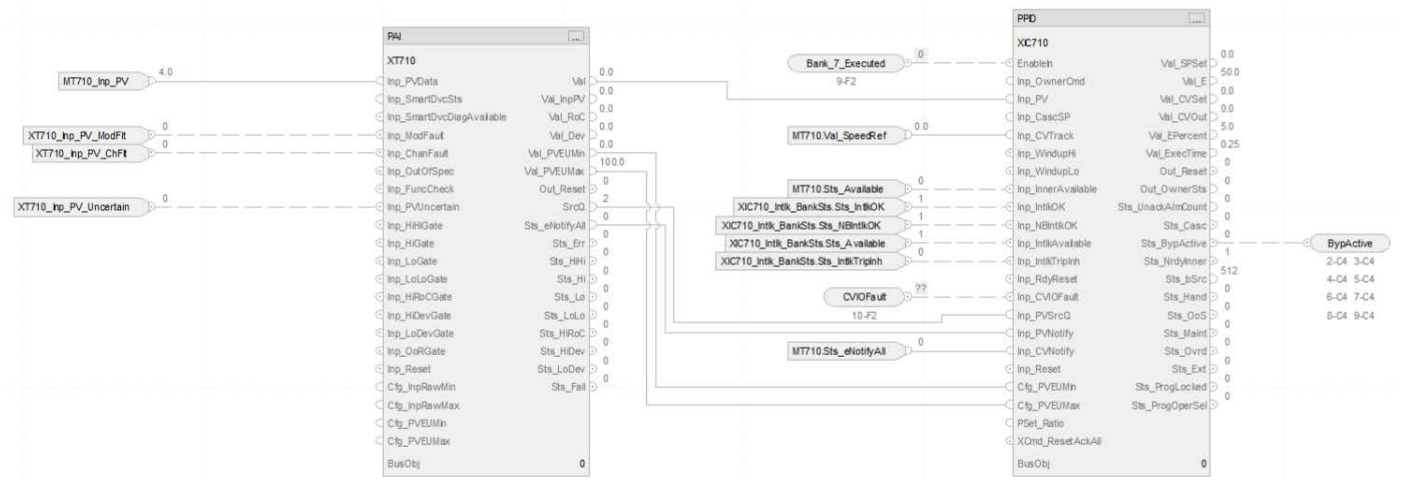 MT710_Inp_PV
4.0
XT710_Inp_PV_ModFlt
0
XT710_Inp_PV_ChFlt
0
XT710_Inp_PV_Uncertain
0
PAI
...
XT710
Inp_PVData Val 0.0
Inp_SmartDvcSts Val_InpPV 0.0
Inp_SmartDvcDiagAvailable Val_RoC 0.0
Inp_ModFault Val_Dev 0.0
Inp_ChanFault Val_PVEUMin 0.0
Inp_OutOfSpec Val_PVEUMax 100.0
Inp_FuncCheck Out_Reset 0
Inp_PVUncertain SrcQ 2
Inp_HiHiGate Sts_eNotifyAll 0
Inp_HiGate Sts_Err 0
Inp_LoGate Sts_HiHi 0
Inp_LoLoGate Sts_Hi 0
Inp_HiRoCGate Sts_Lo 0
Inp_HiDevGate Sts_LoLo 0
Inp_LoDevGate Sts_HiRoC 0
Inp_OoRGate Sts_HiDev 0
Inp_Reset Sts_LoDev 0
Cfg_InpRawMin Sts_Fail 0
Cfg_InpRawMax
Cfg_PVEUMin
Cfg_PVEUMax
BusObj 0
Bank_7_Executed
0
9-F2
MT710.Val_SpeedRef
0.0
MT710.Sts_Available
0
XIC710_Intlk_BankSts.Sts_IntlkOK
1
XIC710_Intlk_BankSts.Sts_NBIntlkOK
1
XIC710_Intlk_BankSts.Sts_Available
1
XIC710_Intlk_BankSts.Sts_IntlkTripInh
0
CVIOFault
??
10-F2
MT710.Sts_eNotifyAll
0
PPID
...
XIC710
EnableIn Val_SPSet 0.0
Inp_OwnerCmd Val_E 50.0
Inp_PV Val_CVSet 0.0
Inp_CascSP Val_CVOut 0.0
Inp_CVTrack Val_EPercent 5.0
Inp_WindupHi Val_ExecTime 0.25
Inp_WindupLo Out_Reset 0
Inp_InnerAvailable Out_OwnerSts 0
Inp_IntlkOK Sts_UnackAlmCount 0
Inp_NBIntlkOK Sts_Casc 0
Inp_IntlkAvailable Sts_BypActive 0
Inp_IntlkTripInh Sts_NrdyInner 1
Inp_RdyReset Sts_bSrc 512
Inp_CVIOFault Sts_Hand 0
Inp_PVSrcQ Sts_OoS 0
Inp_PVNotify Sts_Maint 0
Inp_CVNotify Sts_Ovrd 0
Inp_Reset Sts_Ext 0
Cfg_PVEUMin Sts_ProgLocked 0
Cfg_PVEUMax Sts_ProgOperSel 0
PSet_Ratio
XCmd_ResetAckAll
BusObj 0
BypActive
2-C4 3-C4
4-C4 5-C4
6-C4 7-C4
8-C4 9-C4